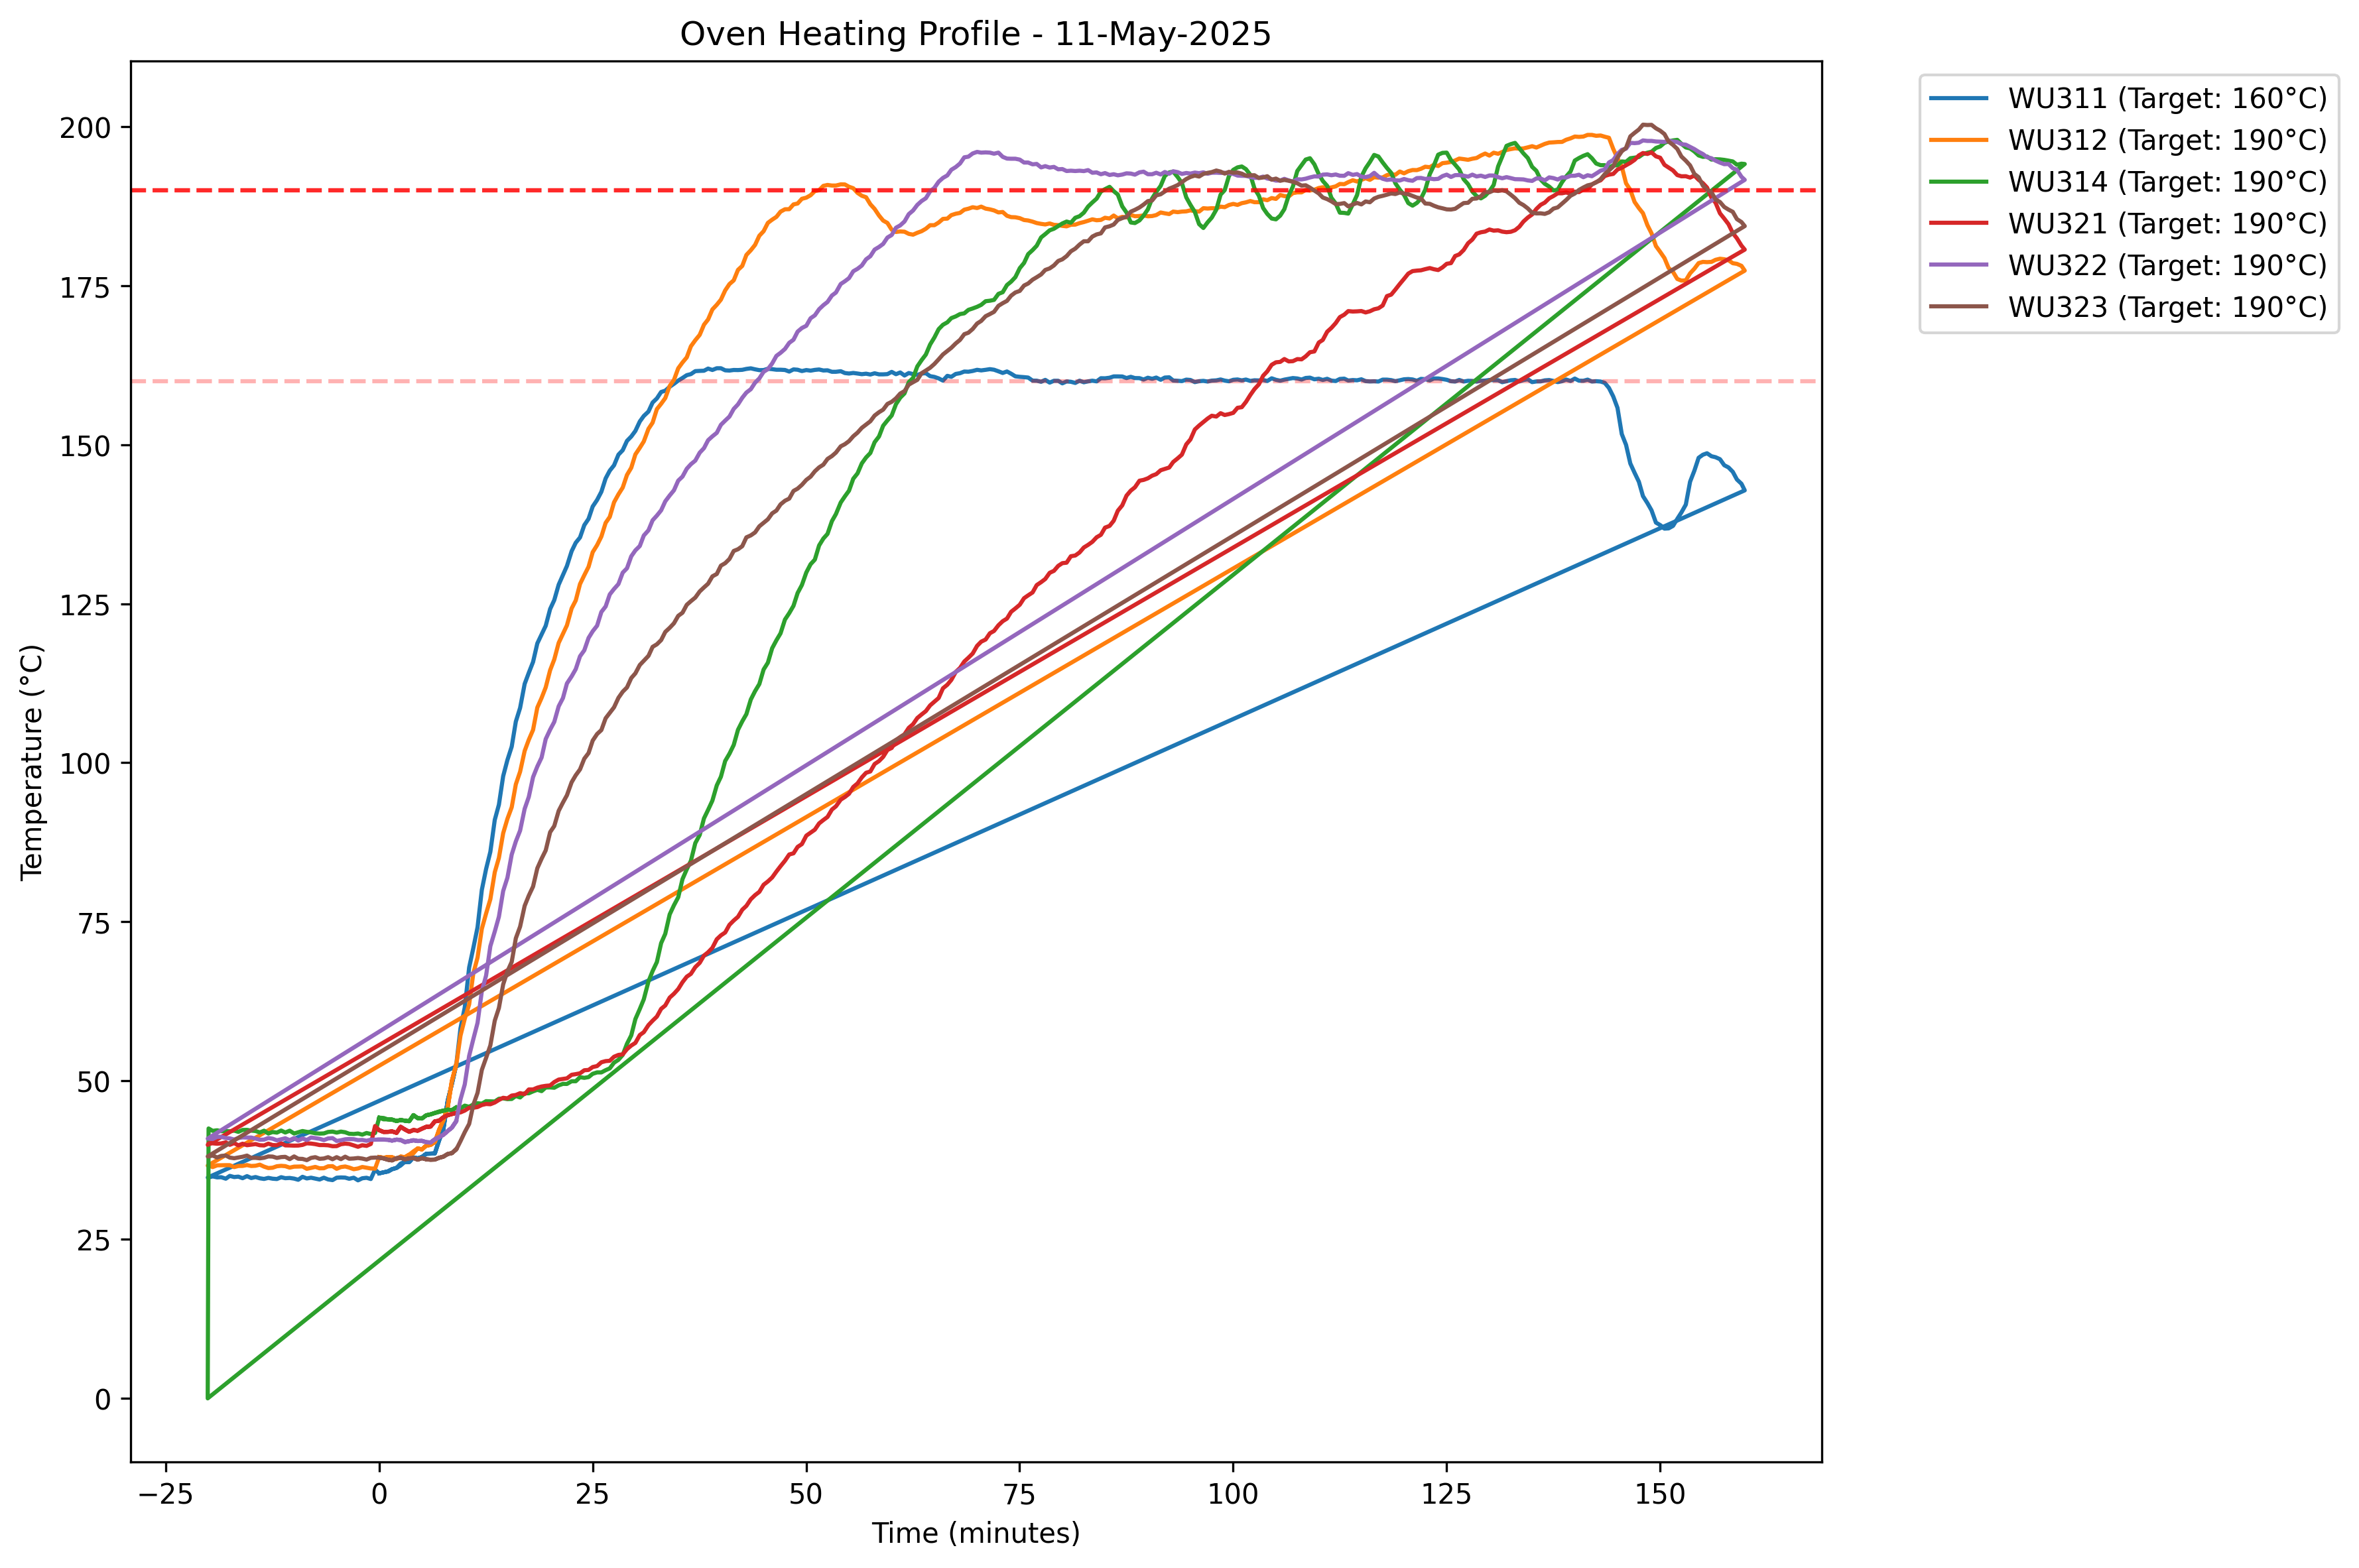 Oven Heating Profile - 11-May-2025
WU311 (Target: 160°C)
WU312 (Target: 190°C)
WU314 (Target: 190°C)
WU321 (Target: 190°C)
WU322 (Target: 190°C)
WU323 (Target: 190°C)
Temperature (°C)
200
175
150
125
100
75
50
25
0
−25
0
25
50
75
100
125
150
Time (minutes)